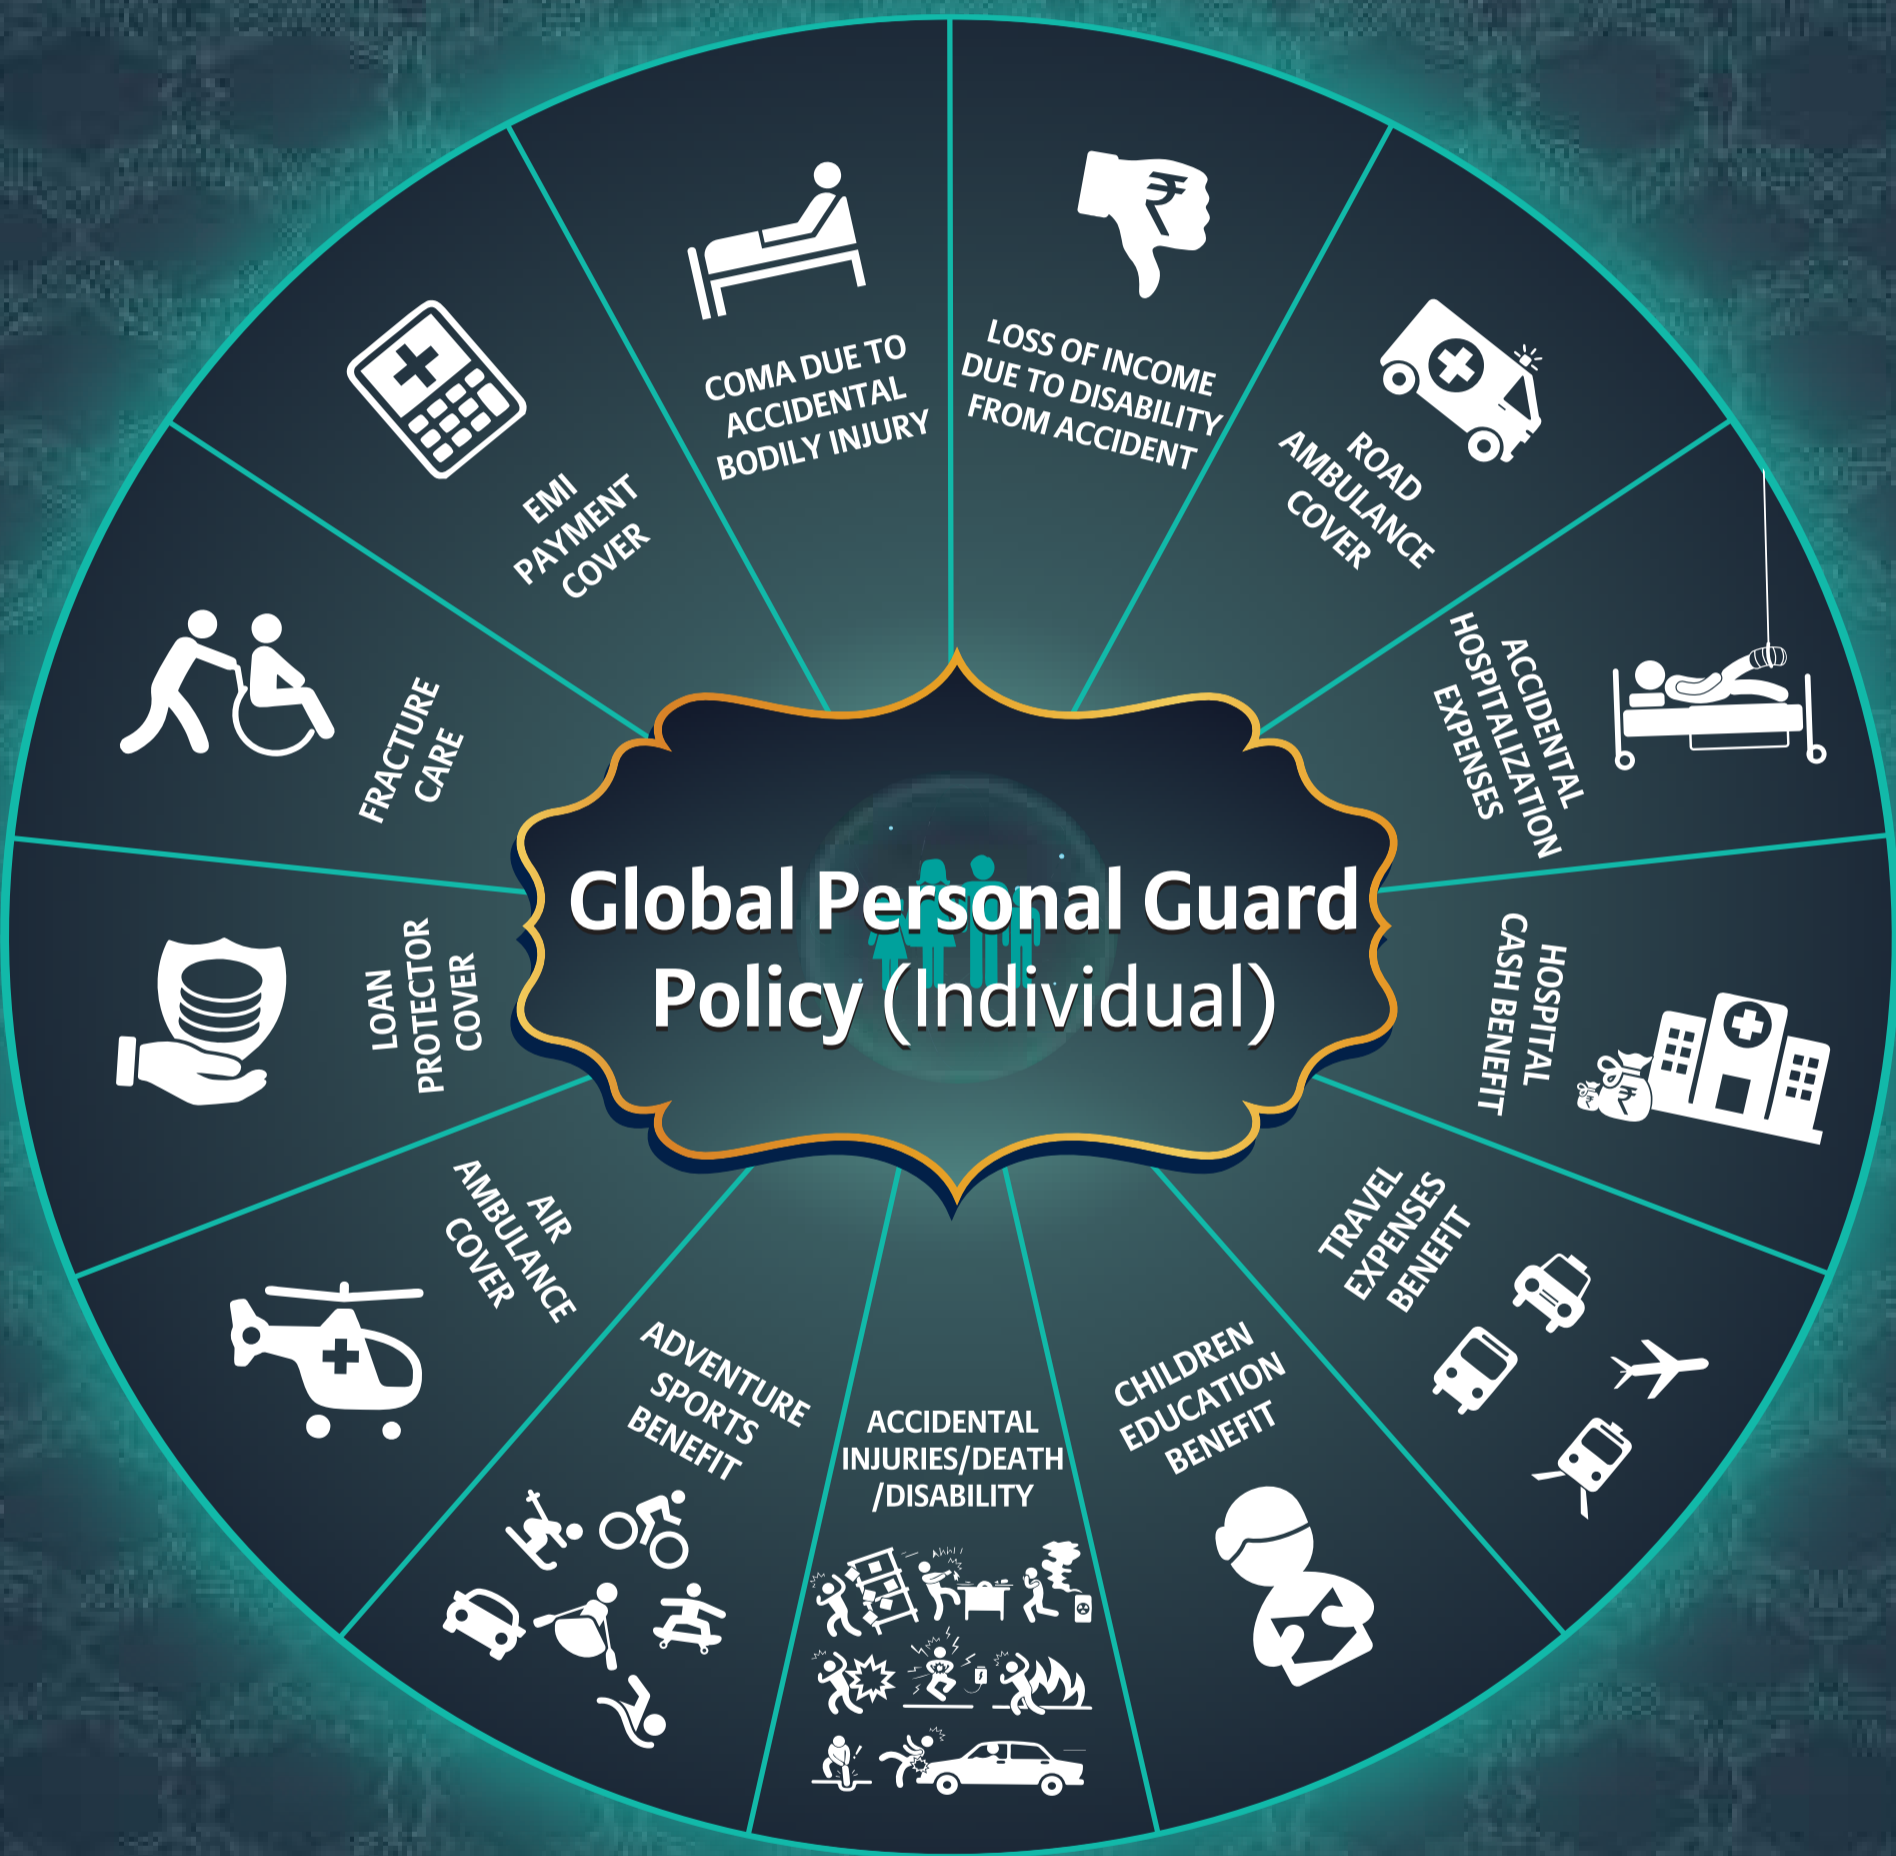 Global Personal Guard
Policy (Individual)
LOSS OF INCOME
DUE TO DISABILITY
FROM ACCIDENT
ROAD
AMBULANCE
COVER
ACCIDENTAL
HOSPITALIZATION
EXPENSES
HOSPITAL
CASH BENEFIT
TRAVEL
EXPENSES
BENEFIT
CHILDREN
EDUCATION
BENEFIT
ACCIDENTAL
INJURIES/DEATH
/DISABILITY
ADVENTURE
SPORTS
BENEFIT
AIR
AMBULANCE
COVER
LOAN
PROTECTOR
COVER
FRACTURE
CARE
EMI
PAYMENT
COVER
COMA DUE TO
ACCIDENTAL
BODILY INJURY